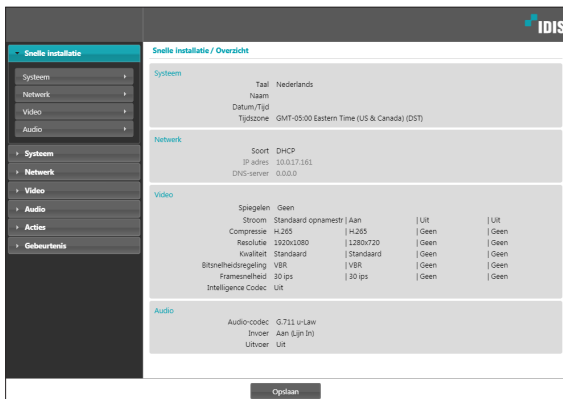 IDIS
Snelle installatie
Systeem
Netwerk
Video
Audio
Systeem
Netwerk
Video
Audio
Acties
Gebeurtenis
Snelle installatie / Overzicht
Systeem
Taal Nederlands
Naam
Datum/Tijd
Tijdszone GMT-05:00 Eastern Time (US & Canada) (DST)
Netwerk
Soort DHCP
IP adres 10.0.17.161
DNS-server 0.0.0.0
Video
Spiegelen Geen
Stroom Standaard opnamestr | Aan | Uit | Uit
Compressie H.265 | H.265 | Geen | Geen
Resolutie 1920x1080 | 1280x720 | Geen | Geen
Kwaliteit Standaard | Standaard | Geen | Geen
Bitsnelheidsregeling VBR | VBR | Geen | Geen
Framesnelheid 30 ips | 30 ips | Geen | Geen
Intelligence Codec Uit
Audio
Audio-codec G.711 u-Law
Invoer Aan (Lijn In)
Uitvoer Uit
Opslaan